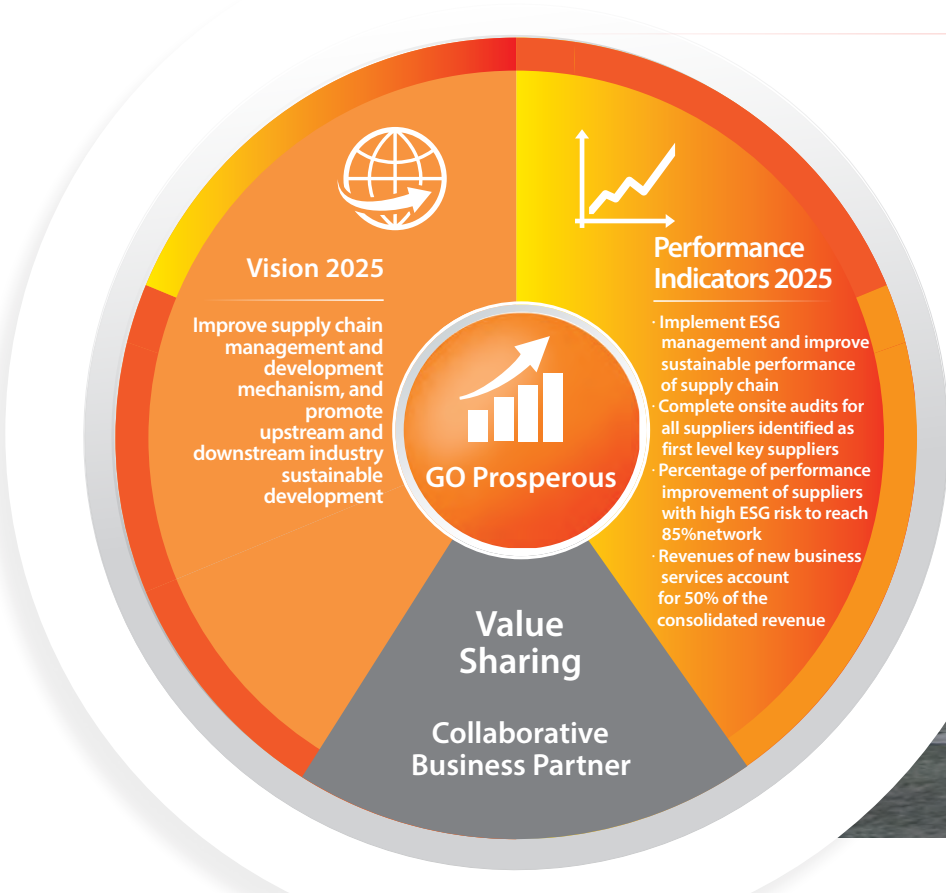 Vision 2025
Improve supply chain
management and
development
mechanism, and
promote
upstream and
downstream industry
sustainable
development
Performance
Indicators 2025
· Implement ESG
management and improve
sustainable performance
of supply chain
· Complete onsite audits for
all suppliers identified as
first level key suppliers
· Percentage of performance
improvement of suppliers
with high ESG risk to reach
85%network
· Revenues of new business
services account
for 50% of the
consolidated revenue
GO Prosperous
Value
Sharing
Collaborative
Business Partner